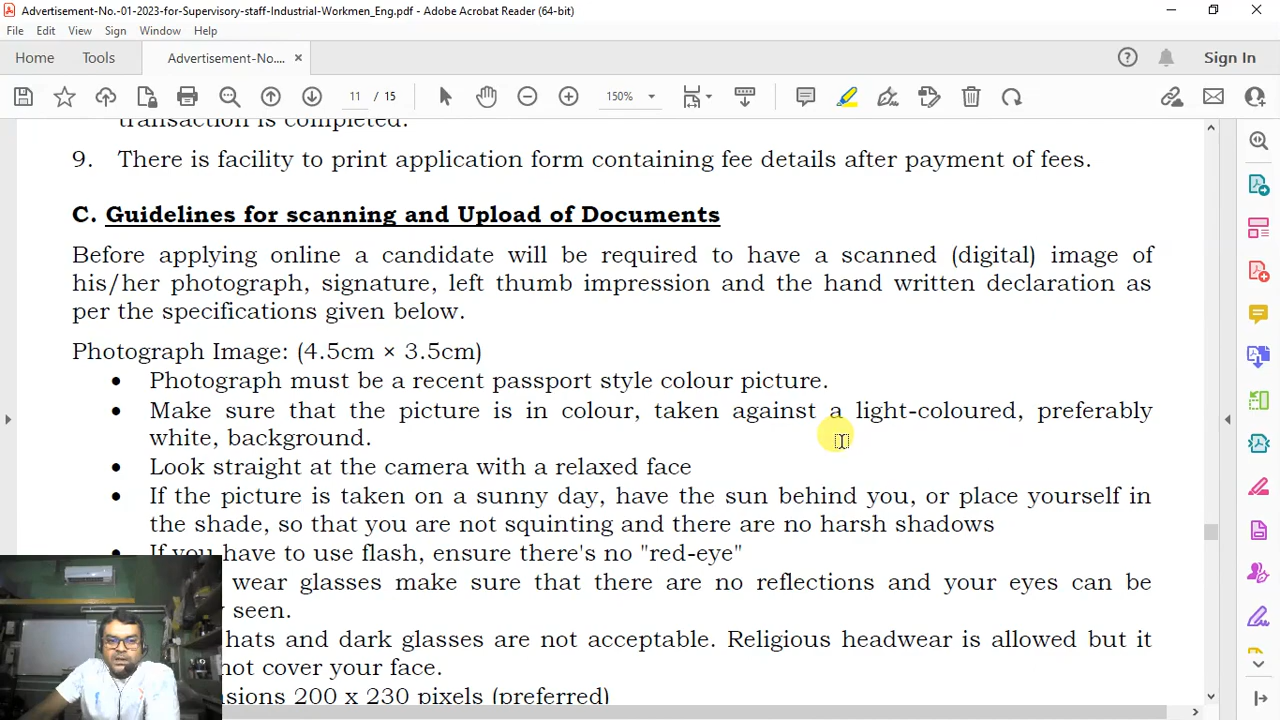 Advertisement-No.-01-2023-for-Supervisory-staff-Industrial-Workmen_Eng.pdf - Adobe Acrobat Reader (64-bit)
File Edit View Sign Window Help
Home Tools Advertisement-No.... × Sign In
11 / 15 150%
transaction is completed.
9. There is facility to print application form containing fee details after payment of fees.
C. Guidelines for scanning and Upload of Documents
Before applying online a candidate will be required to have a scanned (digital) image of
his/her photograph, signature, left thumb impression and the hand written declaration as
per the specifications given below.
Photograph Image: (4.5cm × 3.5cm)
• Photograph must be a recent passport style colour picture.
• Make sure that the picture is in colour, taken against a light-coloured, preferably
white, background.
• Look straight at the camera with a relaxed face
• If the picture is taken on a sunny day, have the sun behind you, or place yourself in
the shade, so that you are not squinting and there are no harsh shadows
• If you have to use flash, ensure there's no "red-eye"
wear glasses make sure that there are no reflections and your eyes can be
seen.
hats and dark glasses are not acceptable. Religious headwear is allowed but it
not cover your face.
200 x 230 pixels (preferred)